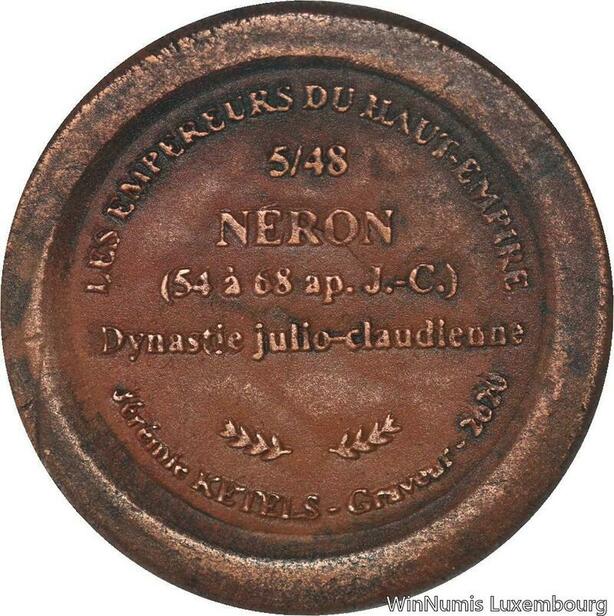 LES EMPEREURS DU HAUT-EMPIRE
5/48
NÉRON
(54 à 68 ap. J.-C.)
Dynastie julio-claudienne
Jérémie KETELS - Graveur - 2020
WinNumis Luxembourg